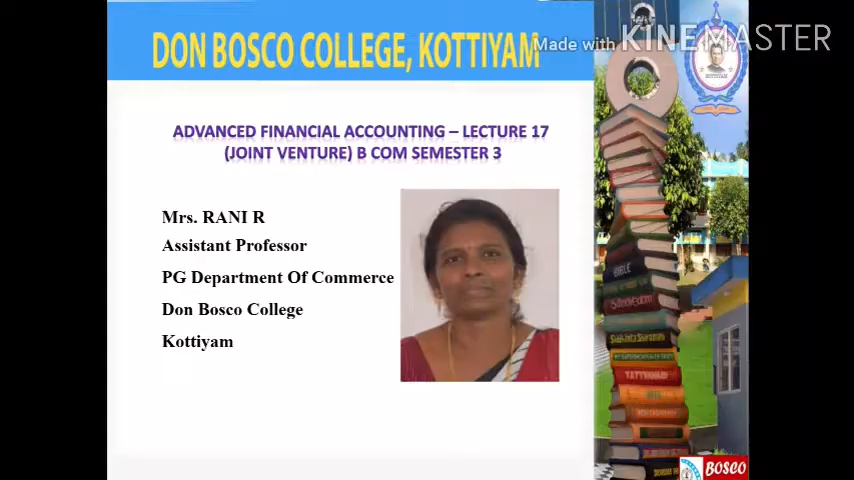 DON BOSCO COLLEGE, KOTTIYAM
Made with KINEMASTER
ADVANCED FINANCIAL ACCOUNTING – LECTURE 17
(JOINT VENTURE) B COM SEMESTER 3
Mrs. RANI R
Assistant Professor
PG Department Of Commerce
Don Bosco College
Kottiyam
KOTTIYAM
BIBLE
BOSCO